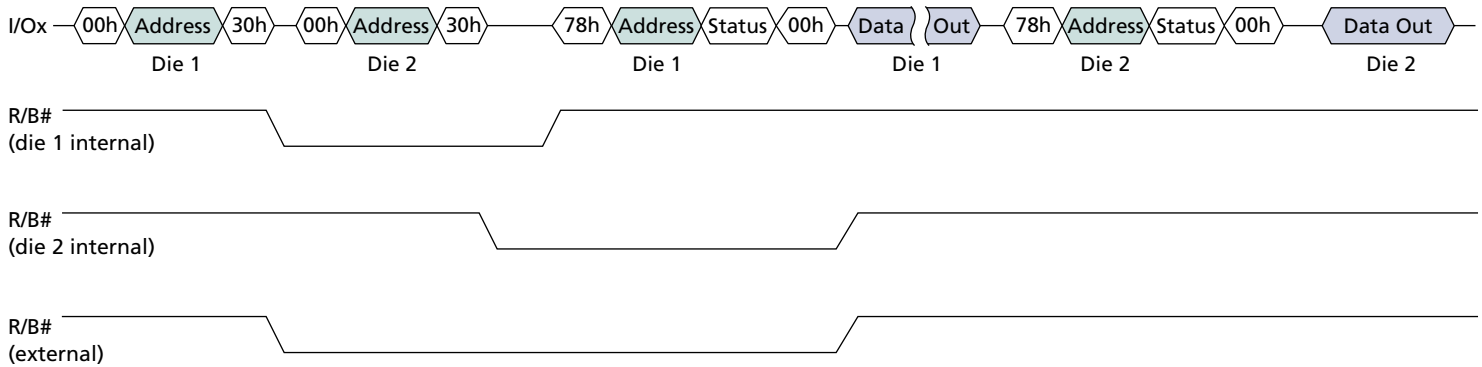 I/Ox 00h Address 30h 00h Address 30h 78h Address Status 00h Data Out 78h Address Status 00h Data Out
Die 1 Die 2 Die 1 Die 1 Die 2 Die 2
R/B#
(die 1 internal)
R/B#
(die 2 internal)
R/B#
(external)